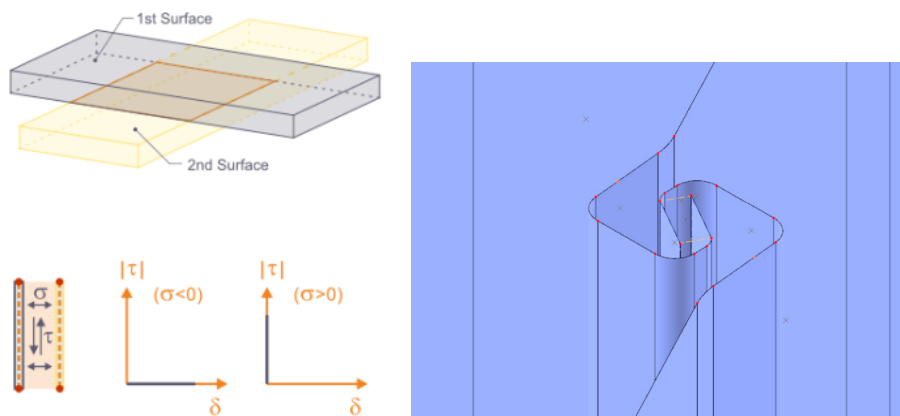 1st Surface
2nd Surface
σ
τ
|τ|
(σ<0)
δ
|τ|
(σ>0)
δ